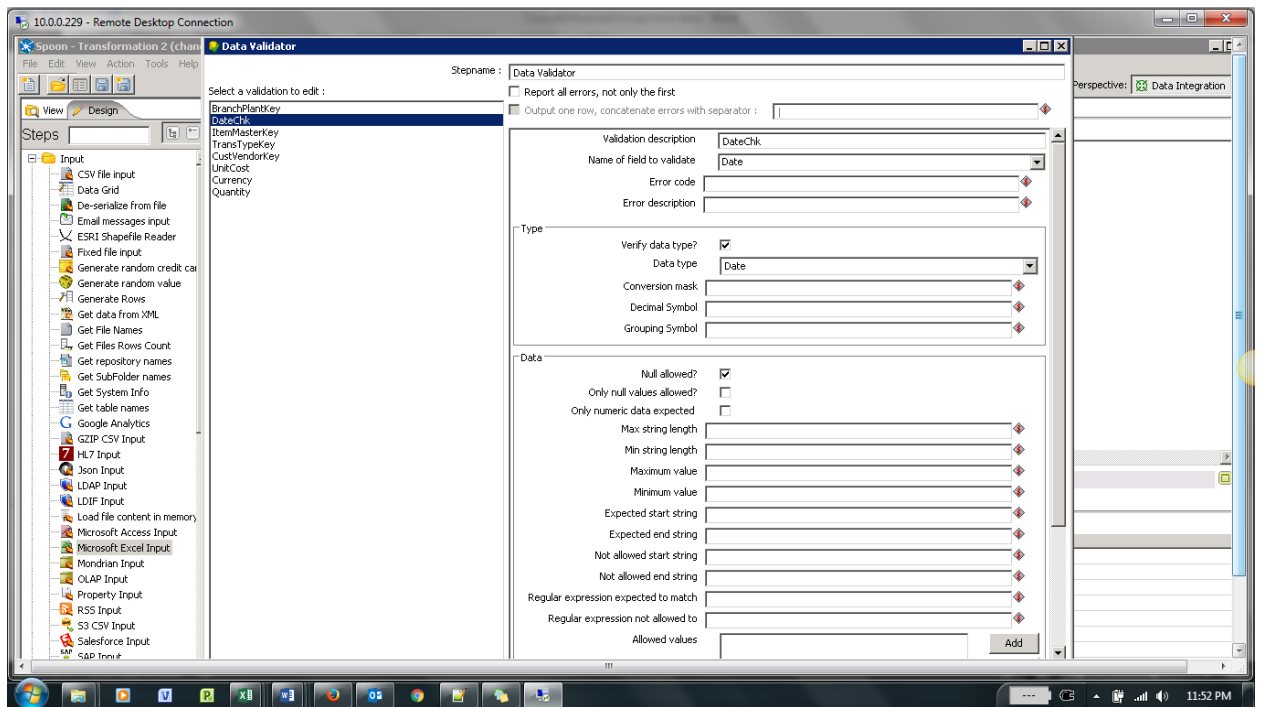 10.0.0.229 - Remote Desktop Connection
Spoon - Transformation 2 (chan
Data Validator
File Edit View Action Tools Help
Perspective: Data Integration
View Design
Steps
Input
CSV file input
Data Grid
De-serialize from file
Email messages input
ESRI Shapefile Reader
Fixed file input
Generate random credit car
Generate random value
Generate Rows
Get data from XML
Get File Names
Get Files Rows Count
Get repository names
Get SubFolder names
Get System Info
Get table names
Google Analytics
GZIP CSV Input
HL7 Input
Json Input
LDAP Input
LDIF Input
Load file content in memory
Microsoft Access Input
Microsoft Excel Input
Mondrian Input
OLAP Input
Property Input
RSS Input
S3 CSV Input
Salesforce Input
SAP Input
Stepname : Data Validator
Select a validation to edit :
BranchPlantKey
DateChk
ItemMasterKey
TransTypeKey
CustVendorKey
UnitCost
Currency
Quantity
Report all errors, not only the first
Output one row, concatenate errors with separator :
Validation description DateChk
Name of field to validate Date
Error code
Error description
Type
Verify data type?
Data type Date
Conversion mask
Decimal Symbol
Grouping Symbol
Data
Null allowed?
Only null values allowed?
Only numeric data expected
Max string length
Min string length
Maximum value
Minimum value
Expected start string
Expected end string
Not allowed start string
Not allowed end string
Regular expression expected to match
Regular expression not allowed to
Allowed values Add
11:52 PM